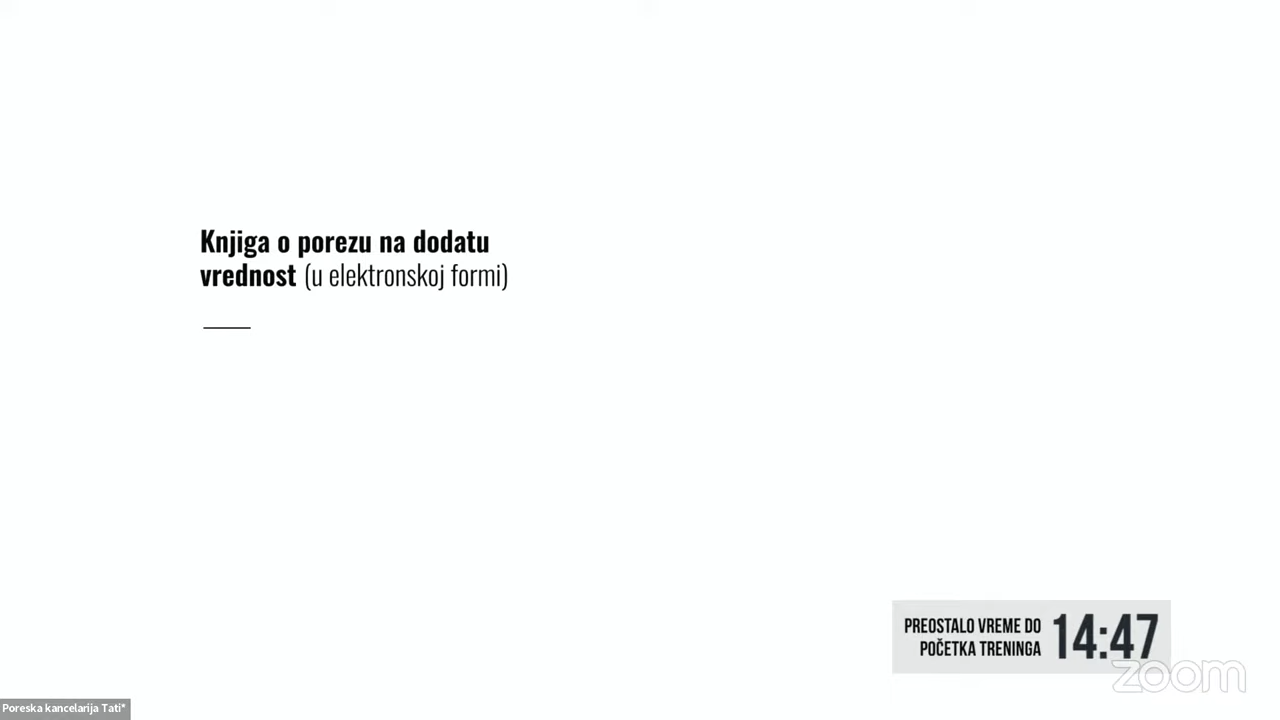 Knjiga o porezu na dodatu
vrednost (u elektronskoj formi)
PREOSTALO VREME DO
POČETKA TRENINGA
14:47
zoom
Poreska kancelarija Tati*